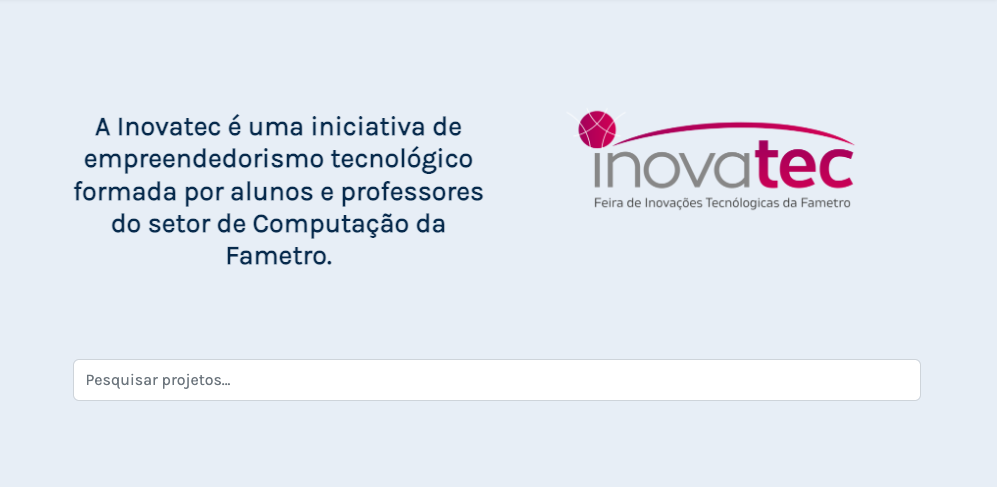 A Inovatec é uma iniciativa de
empreendedorismo tecnológico
formada por alunos e professores
do setor de Computação da
Fametro.
inovatec
Feira de Inovações Tecnólogicas da Fametro
Pesquisar projetos...